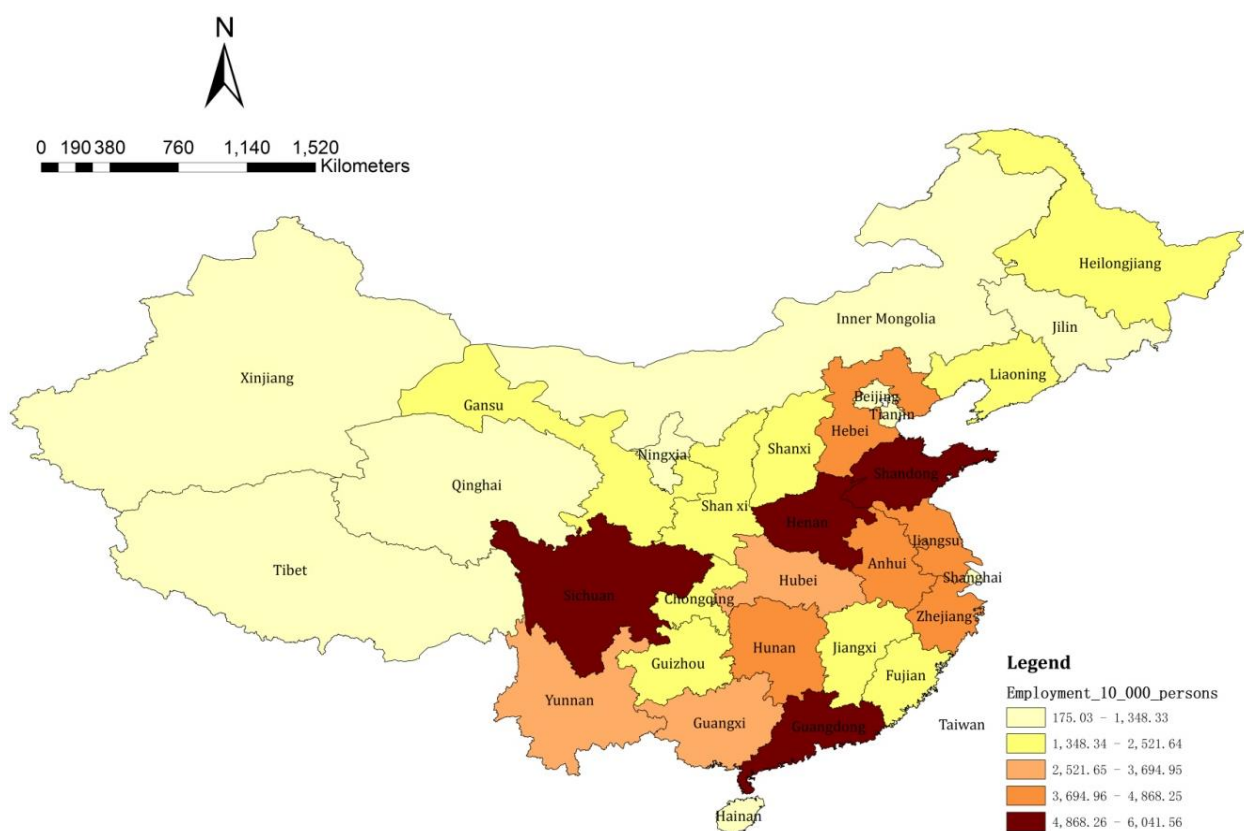 N
0 190 380 760 1,140 1,520
Kilometers
Heilongjiang
Inner Mongolia
Jilin
Xinjiang
Liaoning
Gansu
Beijing
Tianjin
Hebei
Shanxi
Ningxia
Shandong
Qinghai
Shan xi
Henan
Jiangsu
Anhui
Tibet
Hubei
Shanghai
Sichuan
Chongqing
Zhejiang
Hunan
Jiangxi
Guizhou
Fujian
Yunnan
Guangxi
Guangdong
Taiwan
Hainan
Legend
Employment_10_000_persons
175.03 - 1,348.33
1,348.34 - 2,521.64
2,521.65 - 3,694.95
3,694.96 - 4,868.25
4,868.26 - 6,041.56